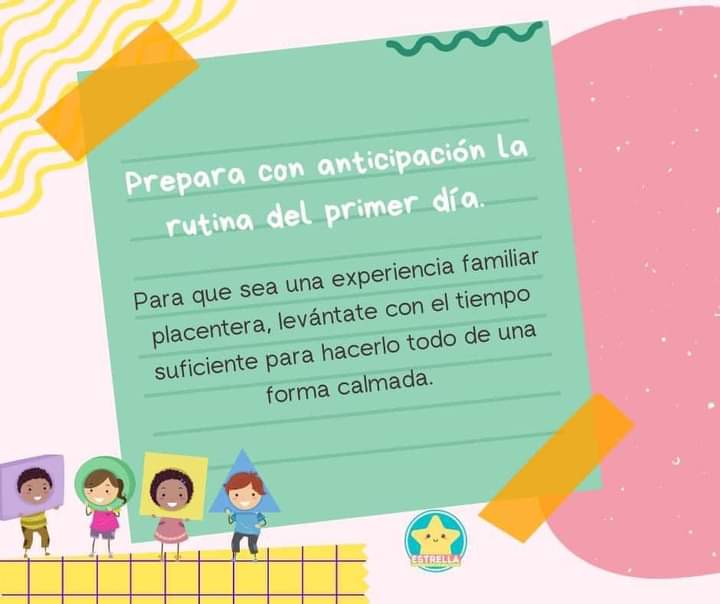 Prepara con anticipación la
rutina del primer día.
Para que sea una experiencia familiar
placentera, levántate con el tiempo
suficiente para hacerlo todo de una
forma calmada.
ESTRELLA